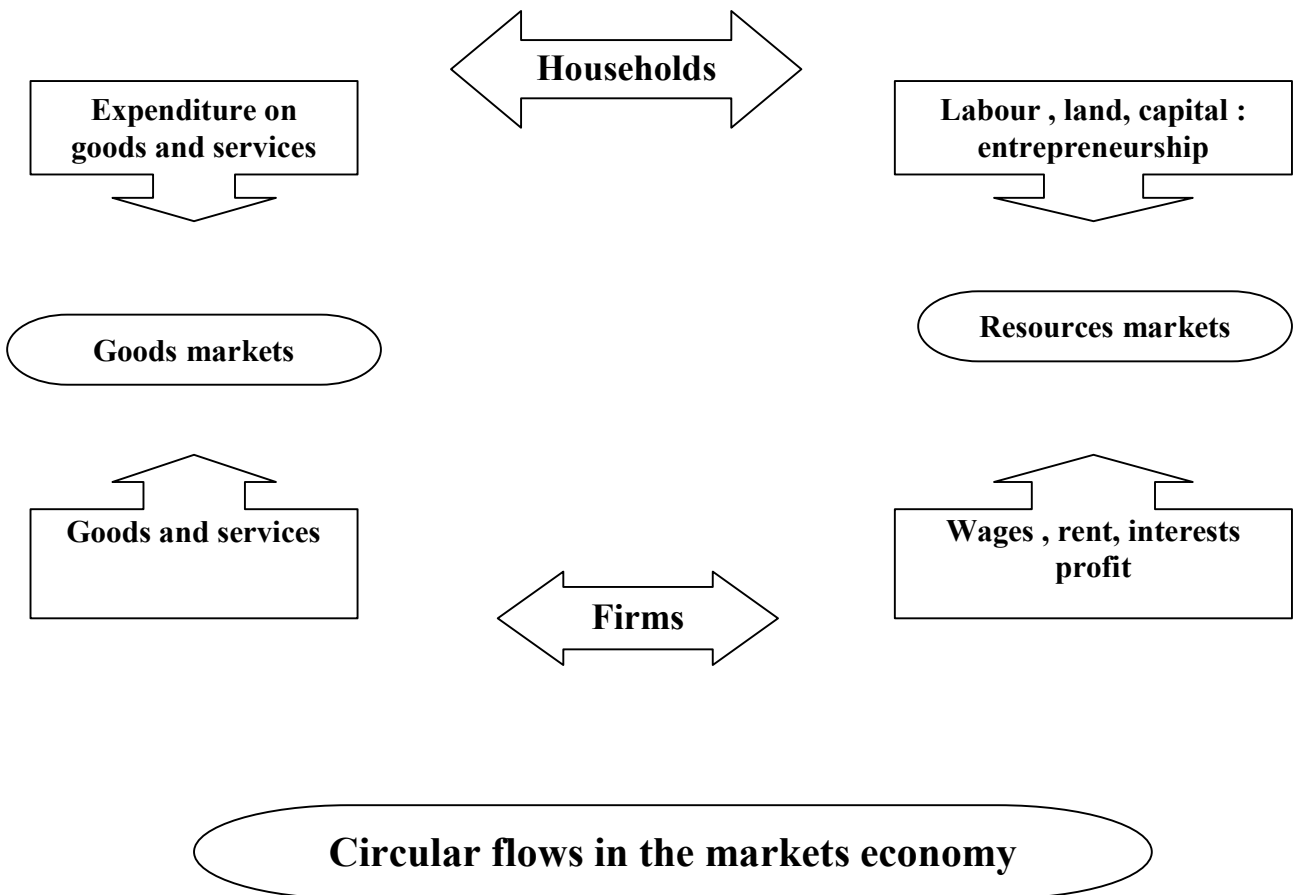 Households
Expenditure on
goods and services
Labour , land, capital :
entrepreneurship
Goods markets
Resources markets
Goods and services
Wages , rent, interests
profit
Firms
Circular flows in the markets economy